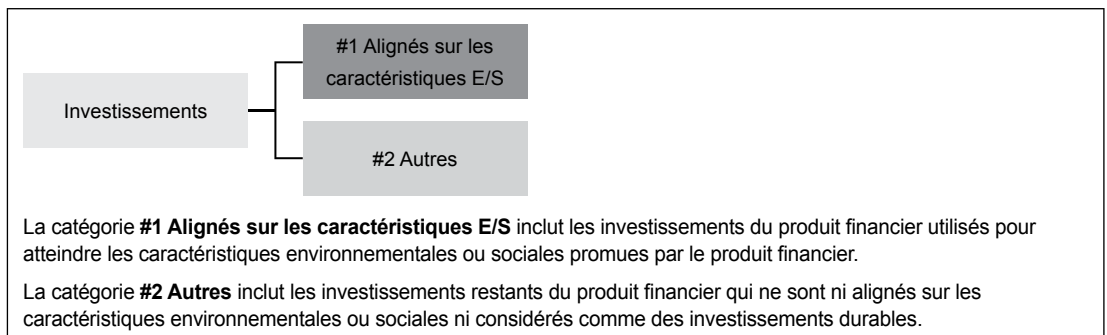 #1 Alignés sur les
caractéristiques E/S
Investissements
#2 Autres
La catégorie #1 Alignés sur les caractéristiques E/S inclut les investissements du produit financier utilisés pour
atteindre les caractéristiques environnementales ou sociales promues par le produit financier.
La catégorie #2 Autres inclut les investissements restants du produit financier qui ne sont ni alignés sur les
caractéristiques environnementales ou sociales ni considérés comme des investissements durables.